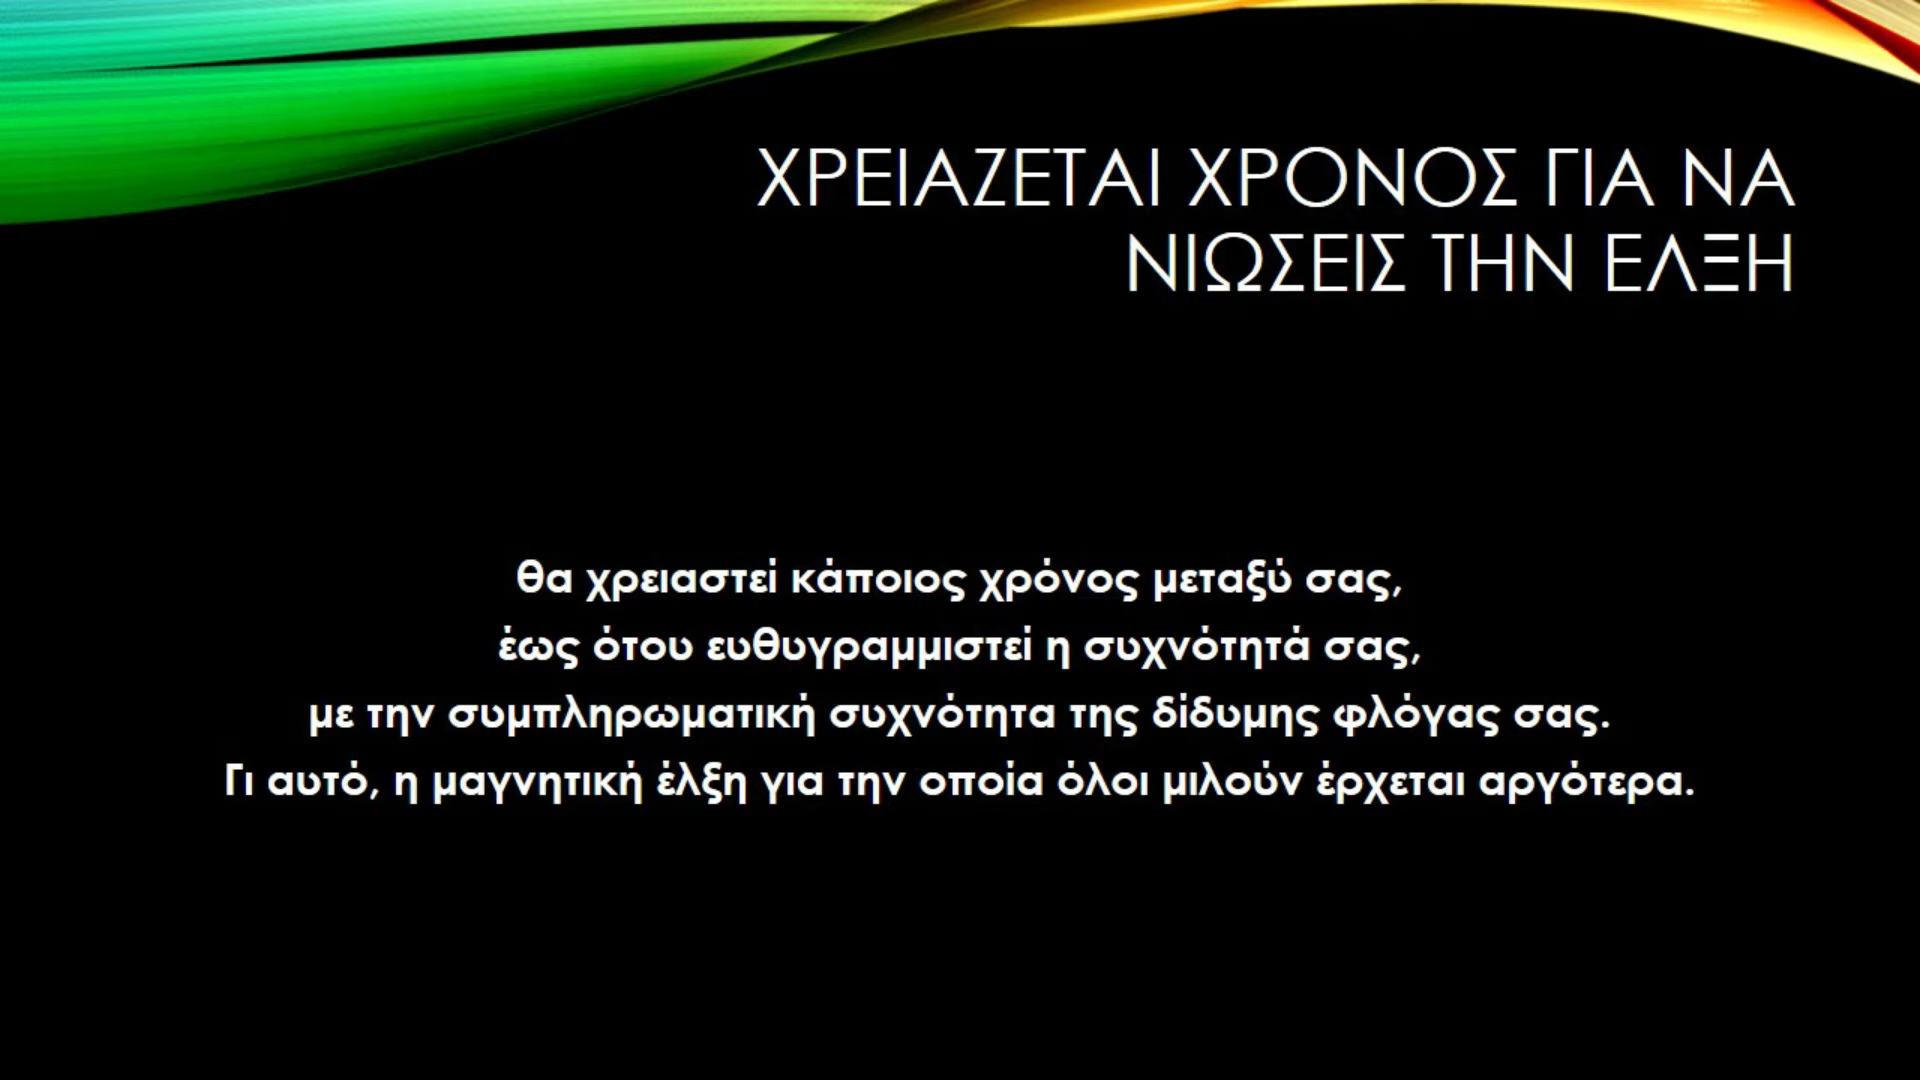 ΧΡΕΙΑΖΕΤΑΙ ΧΡΟΝΟΣ ΓΙΑ ΝΑ
ΝΙΩΣΕΙΣ ΤΗΝ ΕΛΞΗ
θα χρειαστεί κάποιος χρόνος μεταξύ σας,
έως ότου ευθυγραμμιστεί η συχνότητά σας,
με την συμπληρωματική συχνότητα της δίδυμης φλόγας σας.
Γι αυτό, η μαγνητική έλξη για την οποία όλοι μιλούν έρχεται αργότερα.